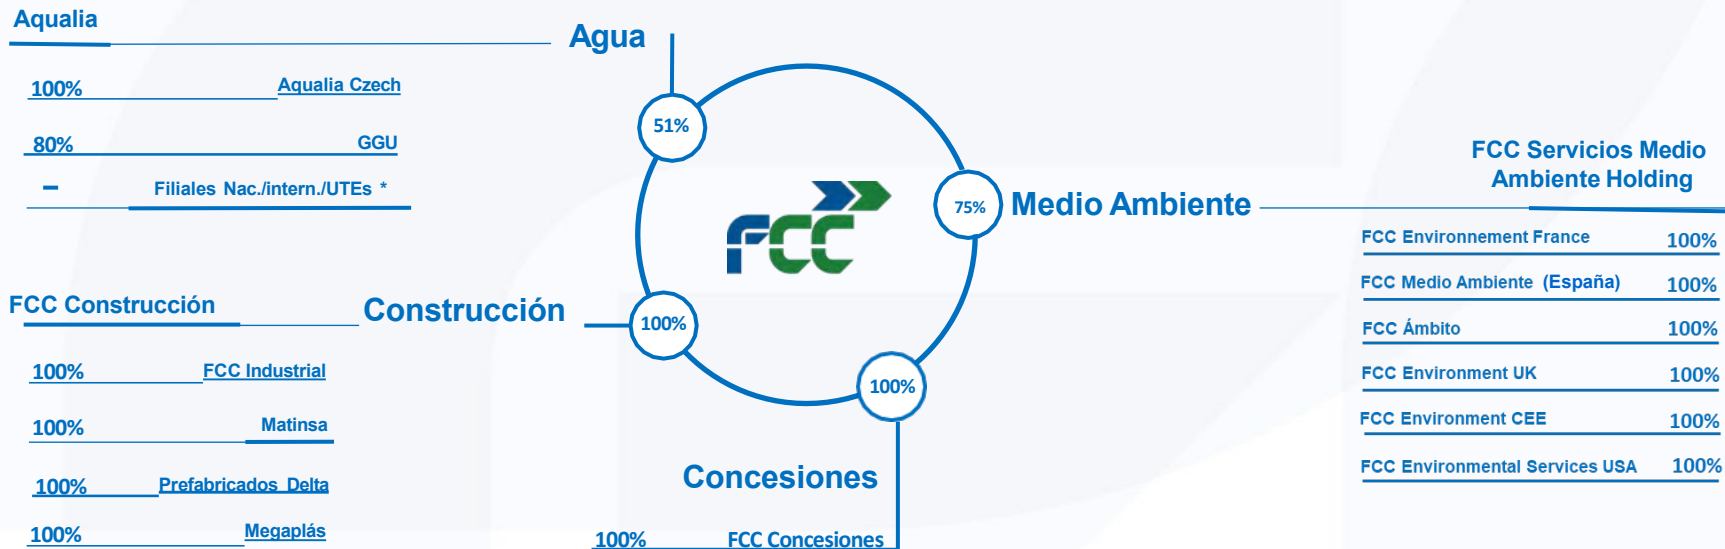 Aqualia
Agua
100% Aqualia Czech
80% GGU
– Filiales Nac./intern./UTEs *
51%
FCC
75%
Medio Ambiente
FCC Servicios Medio
Ambiente Holding
FCC Environnement France 100%
FCC Medio Ambiente (España) 100%
FCC Ámbito 100%
FCC Environment UK 100%
FCC Environment CEE 100%
FCC Environmental Services USA 100%
FCC Construcción
Construcción
100%
100% FCC Industrial
100% Matinsa
100% Prefabricados Delta
100% Megaplás
100%
Concesiones
100% FCC Concesiones